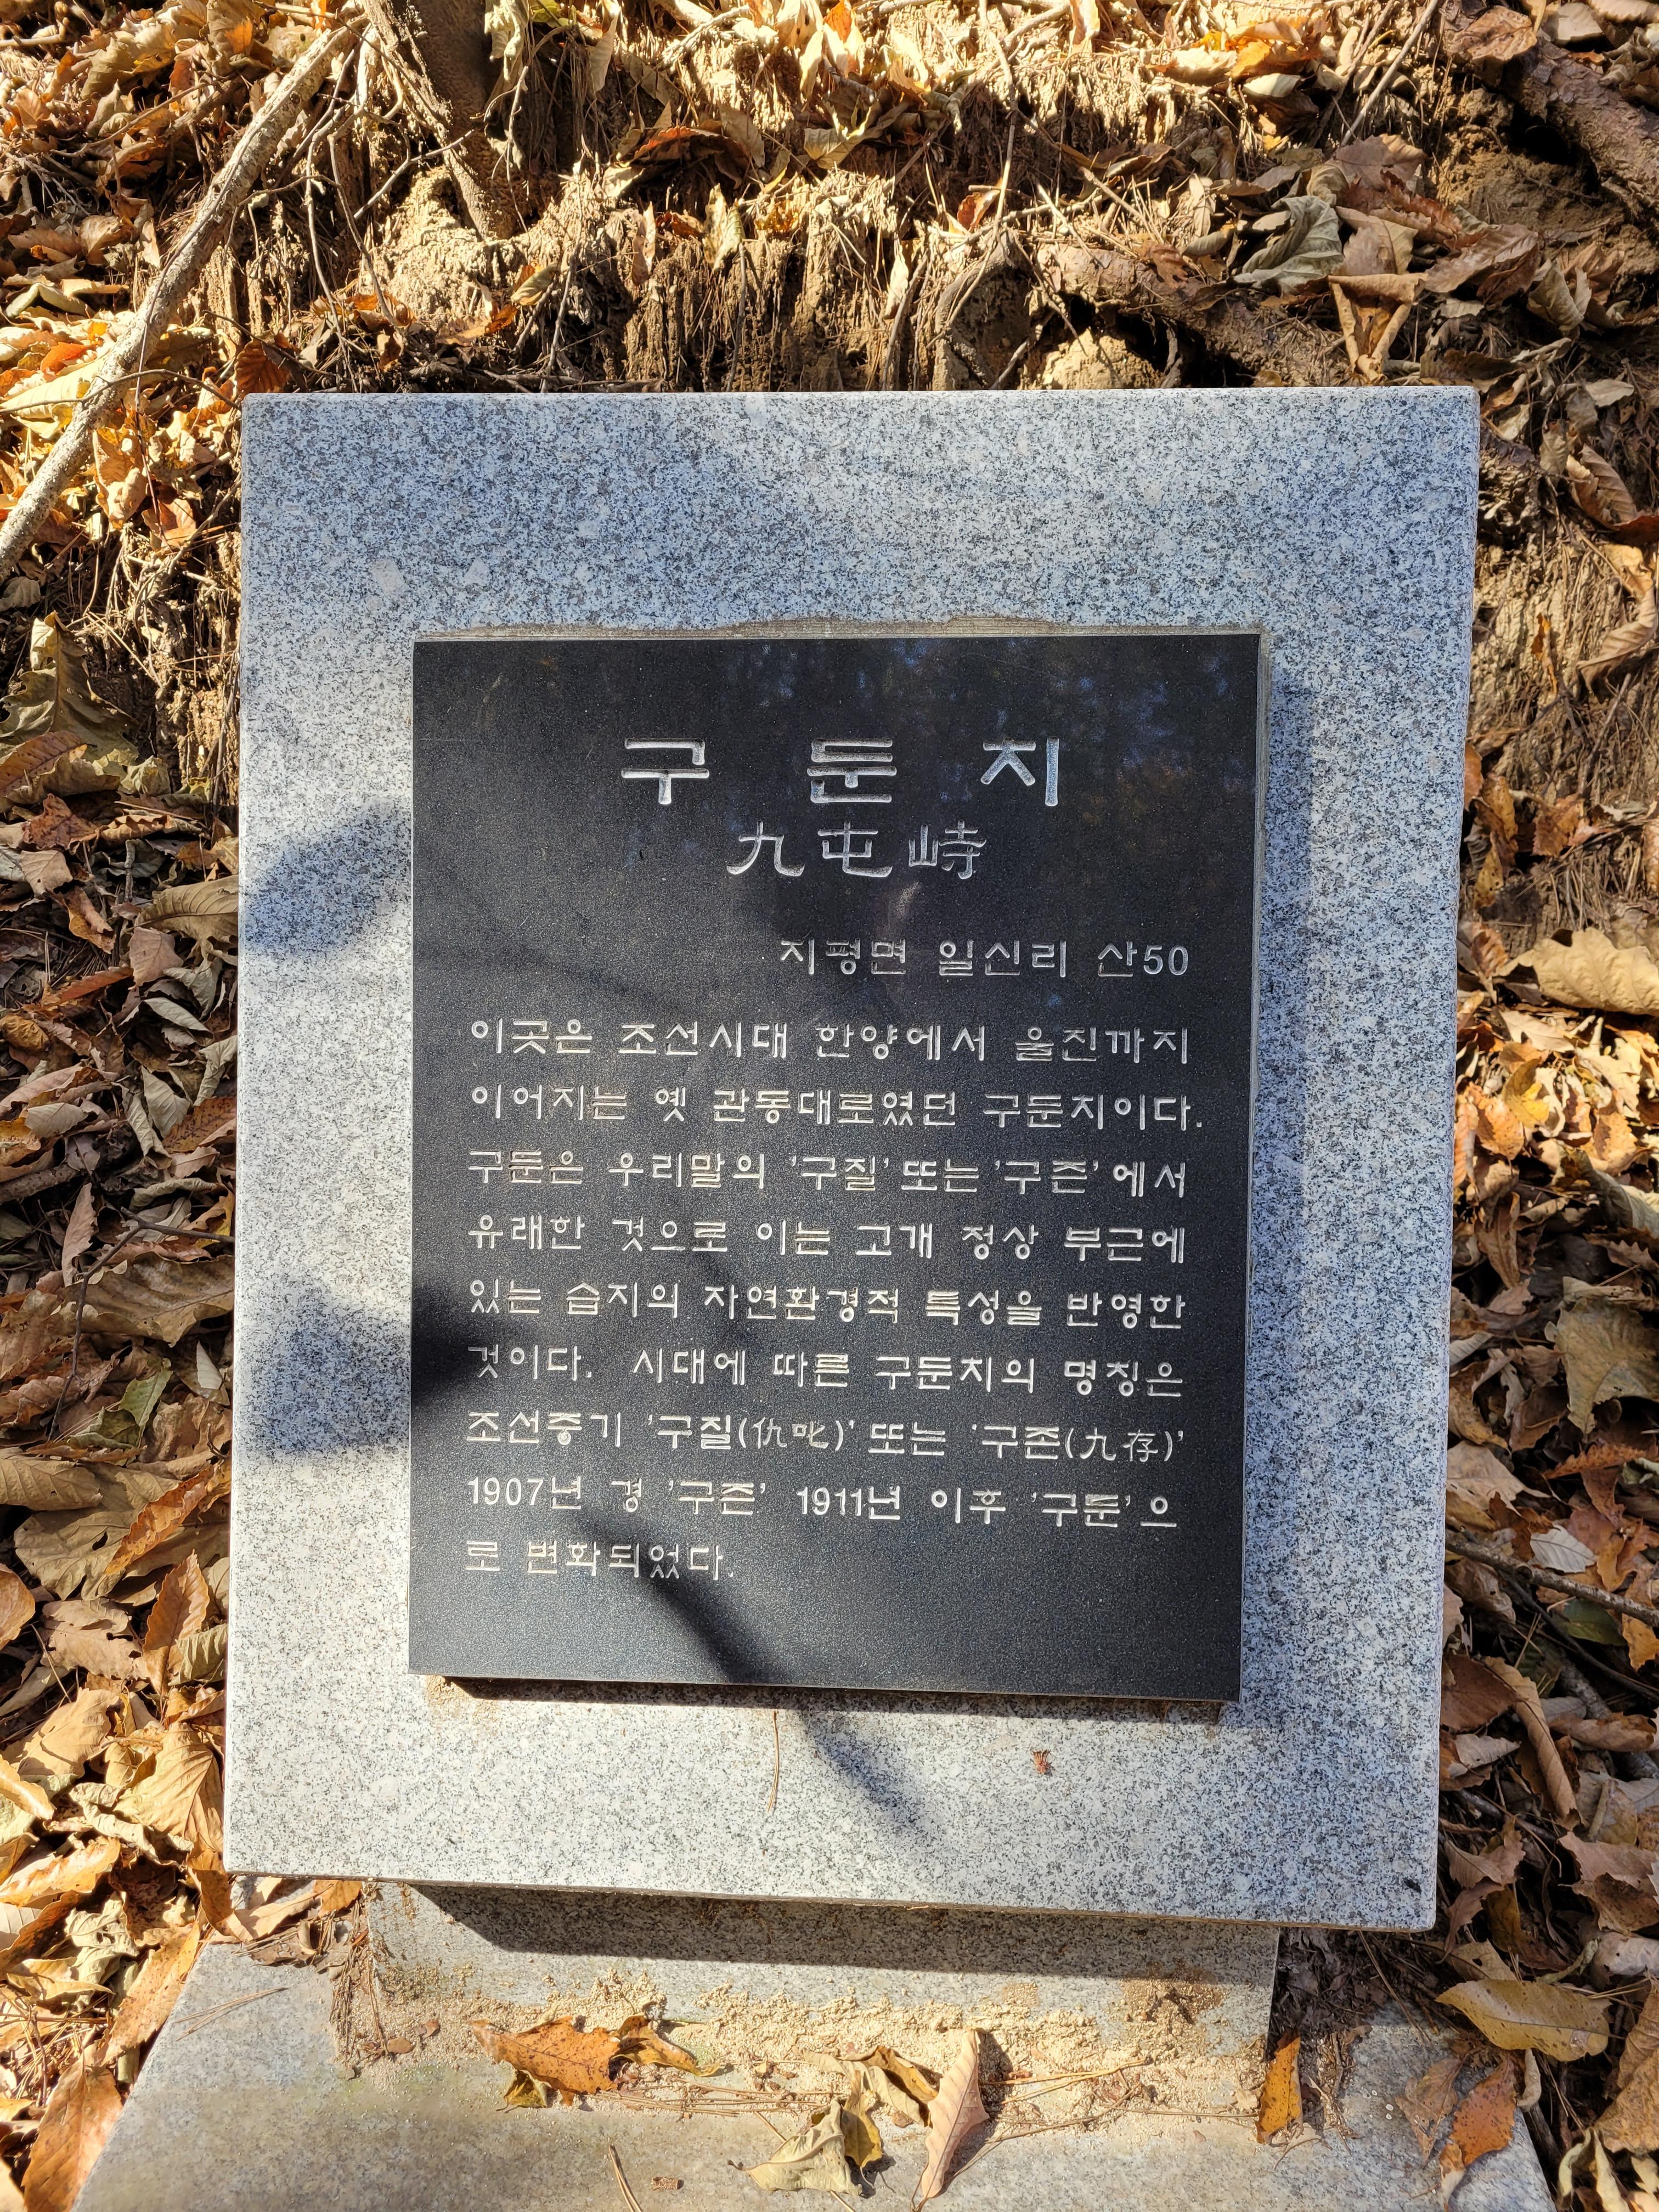 구둔치
九屯峙
지평면 일신리 산50
이곳은 조선시대 한양에서 울진까지
이어지는 옛 관동대로였던 구둔치이다.
구둔은 우리말의 '구질' 또는 '구즌' 에서
유래한 것으로 이는 고개 정상 부근에
있는 습지의 자연환경적 특성을 반영한
것이다. 시대에 따른 구둔치의 명칭은
조선중기 '구질(仇叱)' 또는 '구존(九存)'
1907년 경 '구즌' 1911년 이후 '구둔' 으
로 변화되었다.